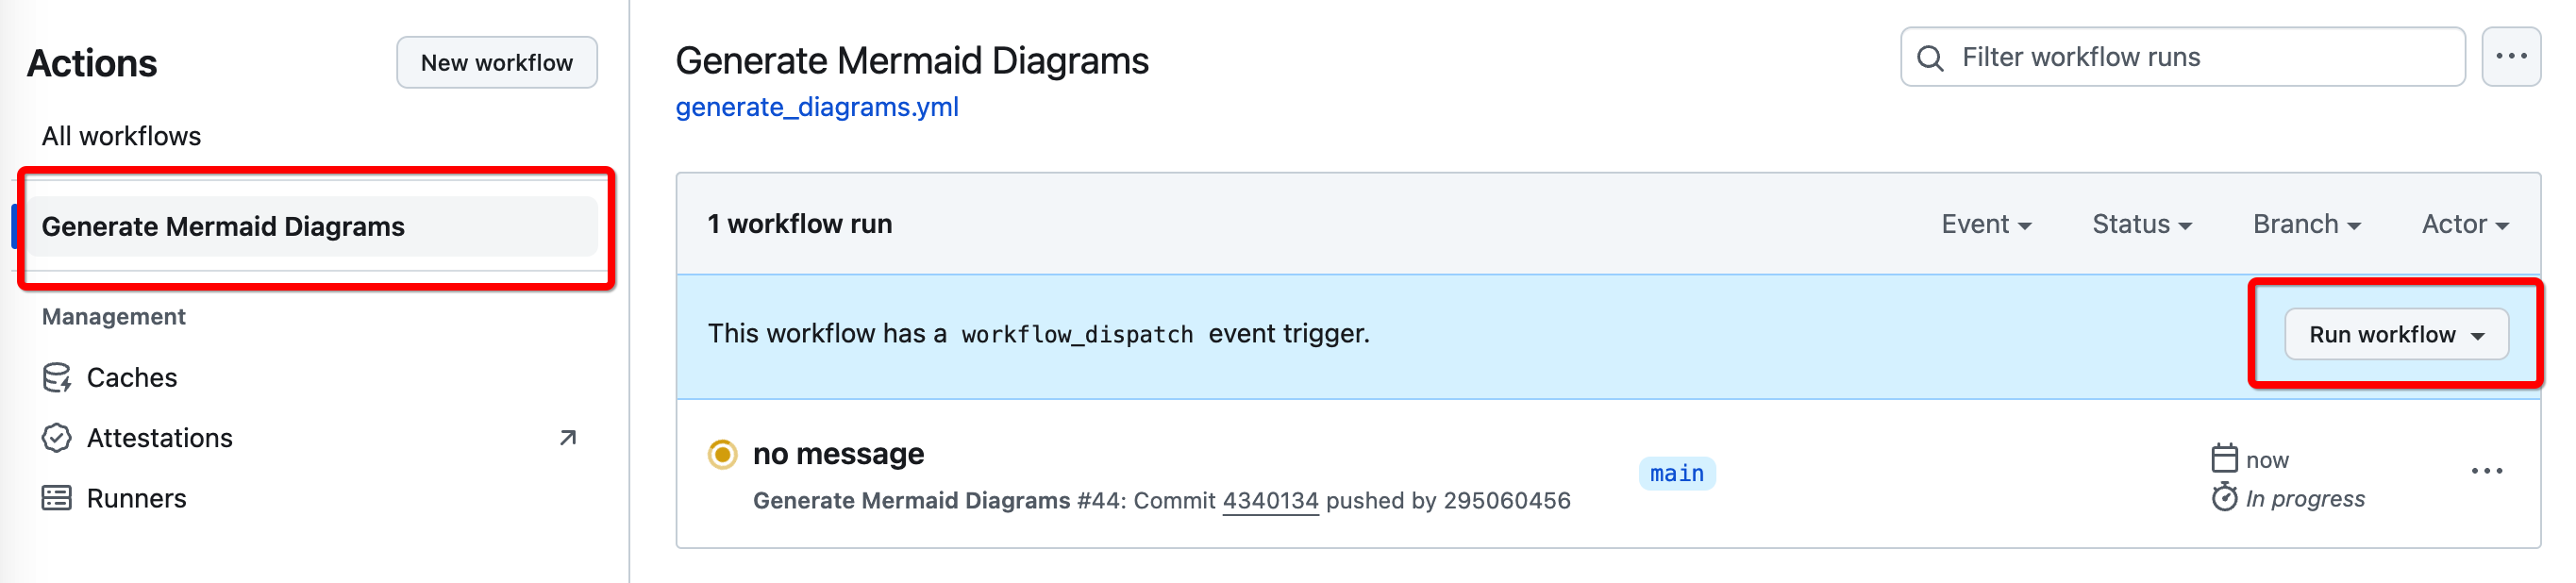 Actions
New workflow
All workflows
Generate Mermaid Diagrams
Management
Caches
Attestations
Runners
Generate Mermaid Diagrams
generate_diagrams.yml
Filter workflow runs
1 workflow run
Event
Status
Branch
Actor
This workflow has a workflow_dispatch event trigger.
Run workflow
no message
Generate Mermaid Diagrams #44: Commit 4340134 pushed by 295060456
main
now
In progress